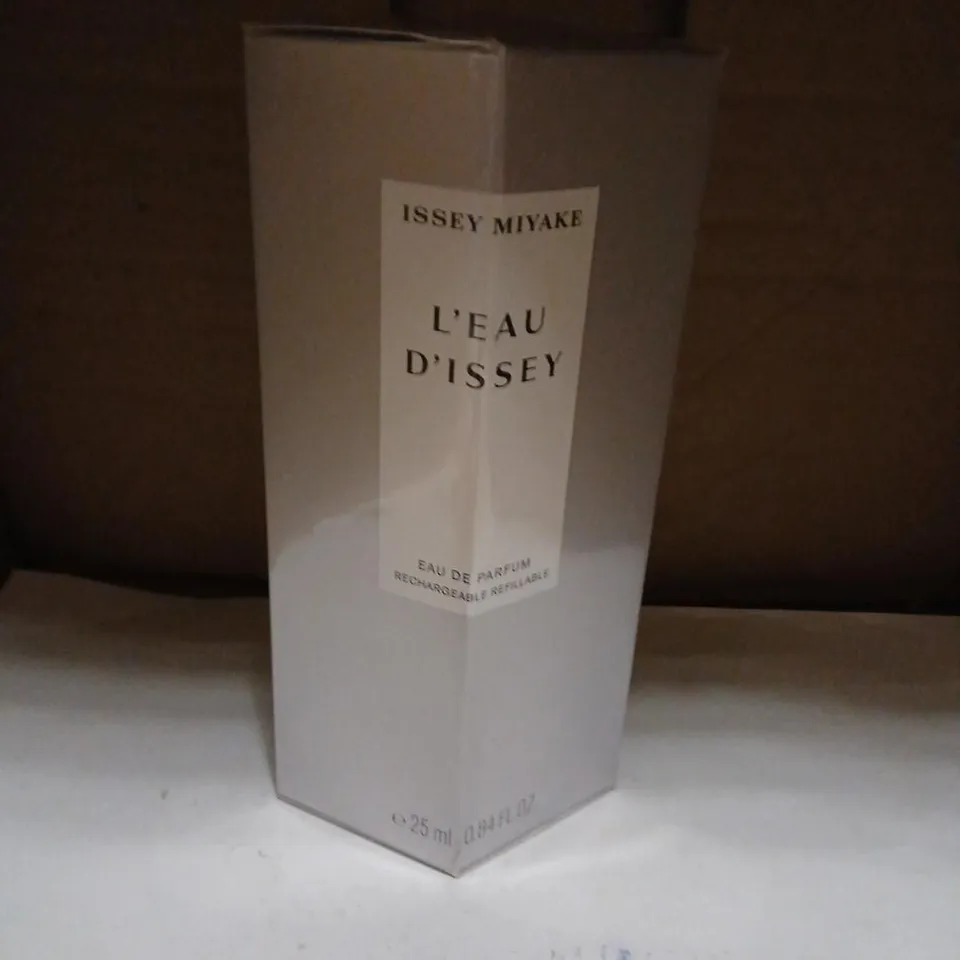 ISSEY MIYAKE
L'EAU
D'ISSEY
EAU DE PARFUM
RECHARGEABLE REFILLABLE
℮ 25 ml 0.84 FL.OZ